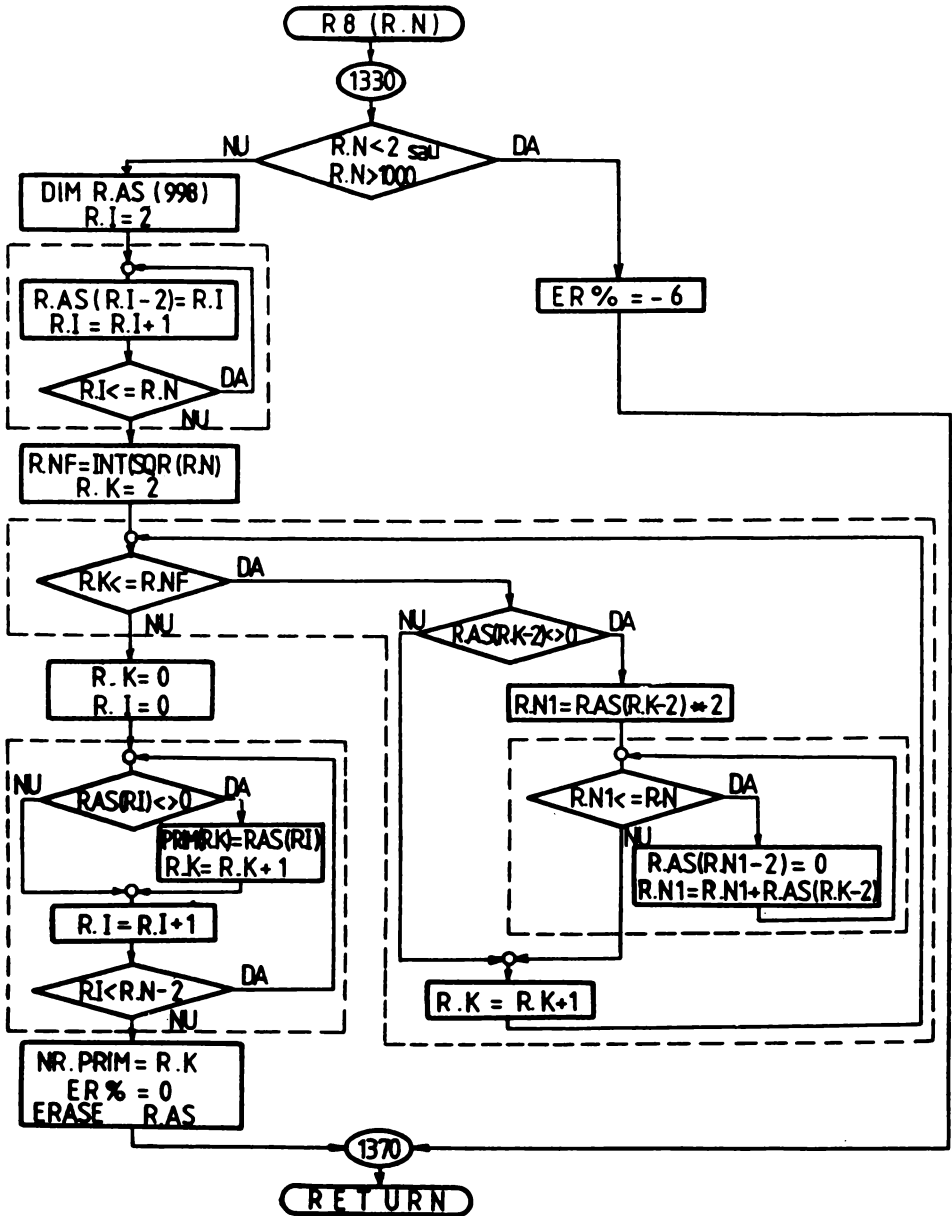 R8 (R.N)
1330
R.N<2 sau
R.N>1000
NU
DA
DIM R.AS (998)
R.I=2
ER% = -6
R.AS(R.I-2)=R.I
R.I=R.I+1
R.I<=R.N
DA
NU
R.NF=INT(SQR(R.N)
R.K=2
R.K<=R.NF
DA
NU
R.AS(R.K-2)<>0
NU
DA
R.K=0
R.I=0
R.N1=R.AS(R.K-2)*2
R.AS(R.I)<>0
NU
DA
PRIM(R.K)=R.AS(R.I)
R.K=R.K+1
R.N1<=R.N
DA
NU
R.AS(R.N1-2)=0
R.N1=R.N1+R.AS(R.K-2)
R.I=R.I+1
R.I<R.N-2
DA
NU
R.K = R.K+1
NR.PRIM=R.K
ER% = 0
ERASE R.AS
1370
RETURN